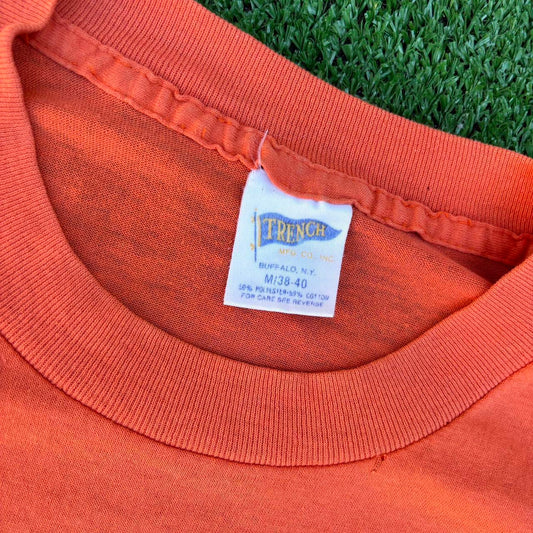 TRENCH
MFG. CO., INC.
BUFFALO, N.Y.
M/38-40
50% POLYESTER•50% COTTON
FOR CARE SEE REVERSE